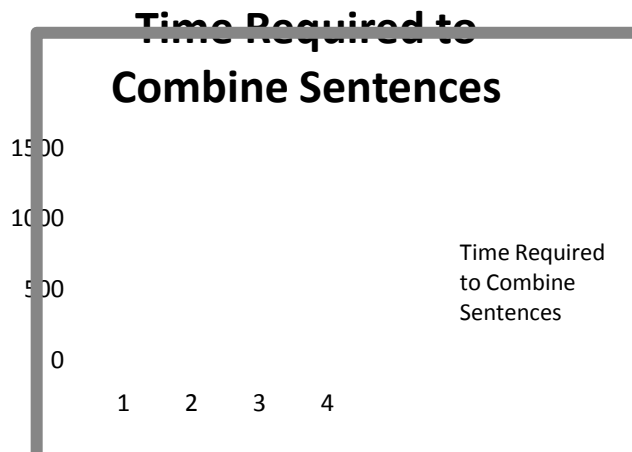 Time Required to
Combine Sentences
1500
1000
500
0
Time Required
to Combine
Sentences
1 2 3 4